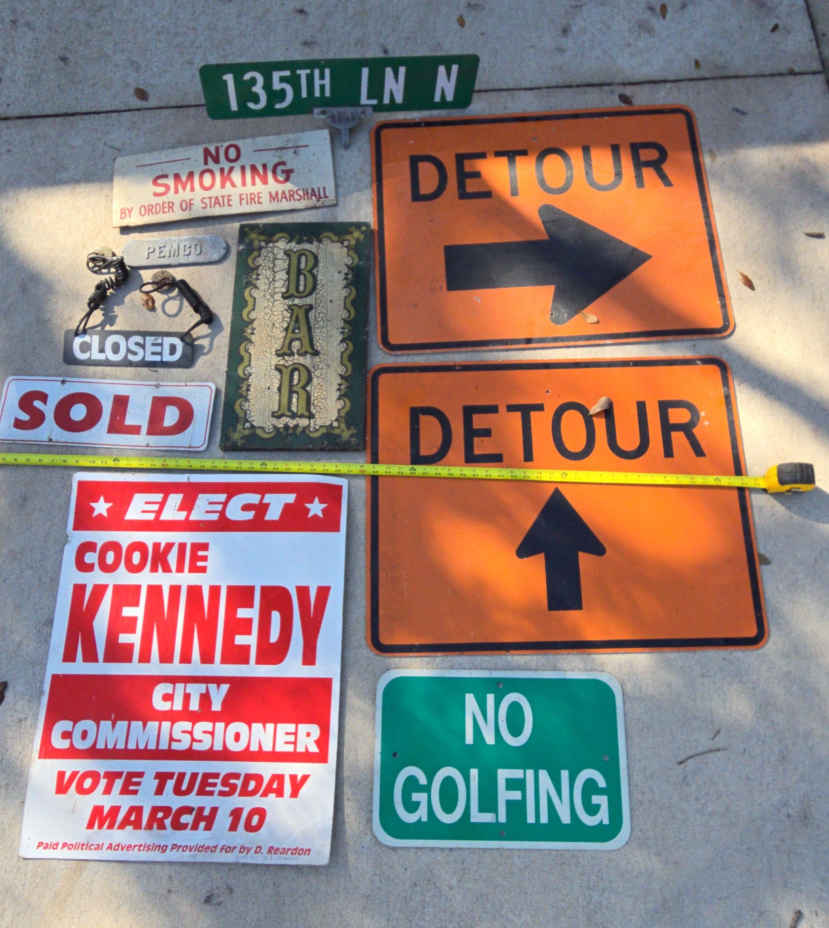 135TH LN N
NO
SMOKING
BY ORDER OF STATE FIRE MARSHALL
DETOUR
PEMCO
BAR
CLOSED
SOLD
DETOUR
★ ELECT ★
COOKIE
KENNEDY
CITY
COMMISSIONER
VOTE TUESDAY
MARCH 10
Paid Political Advertising Provided For by D. Reardon
NO
GOLFING